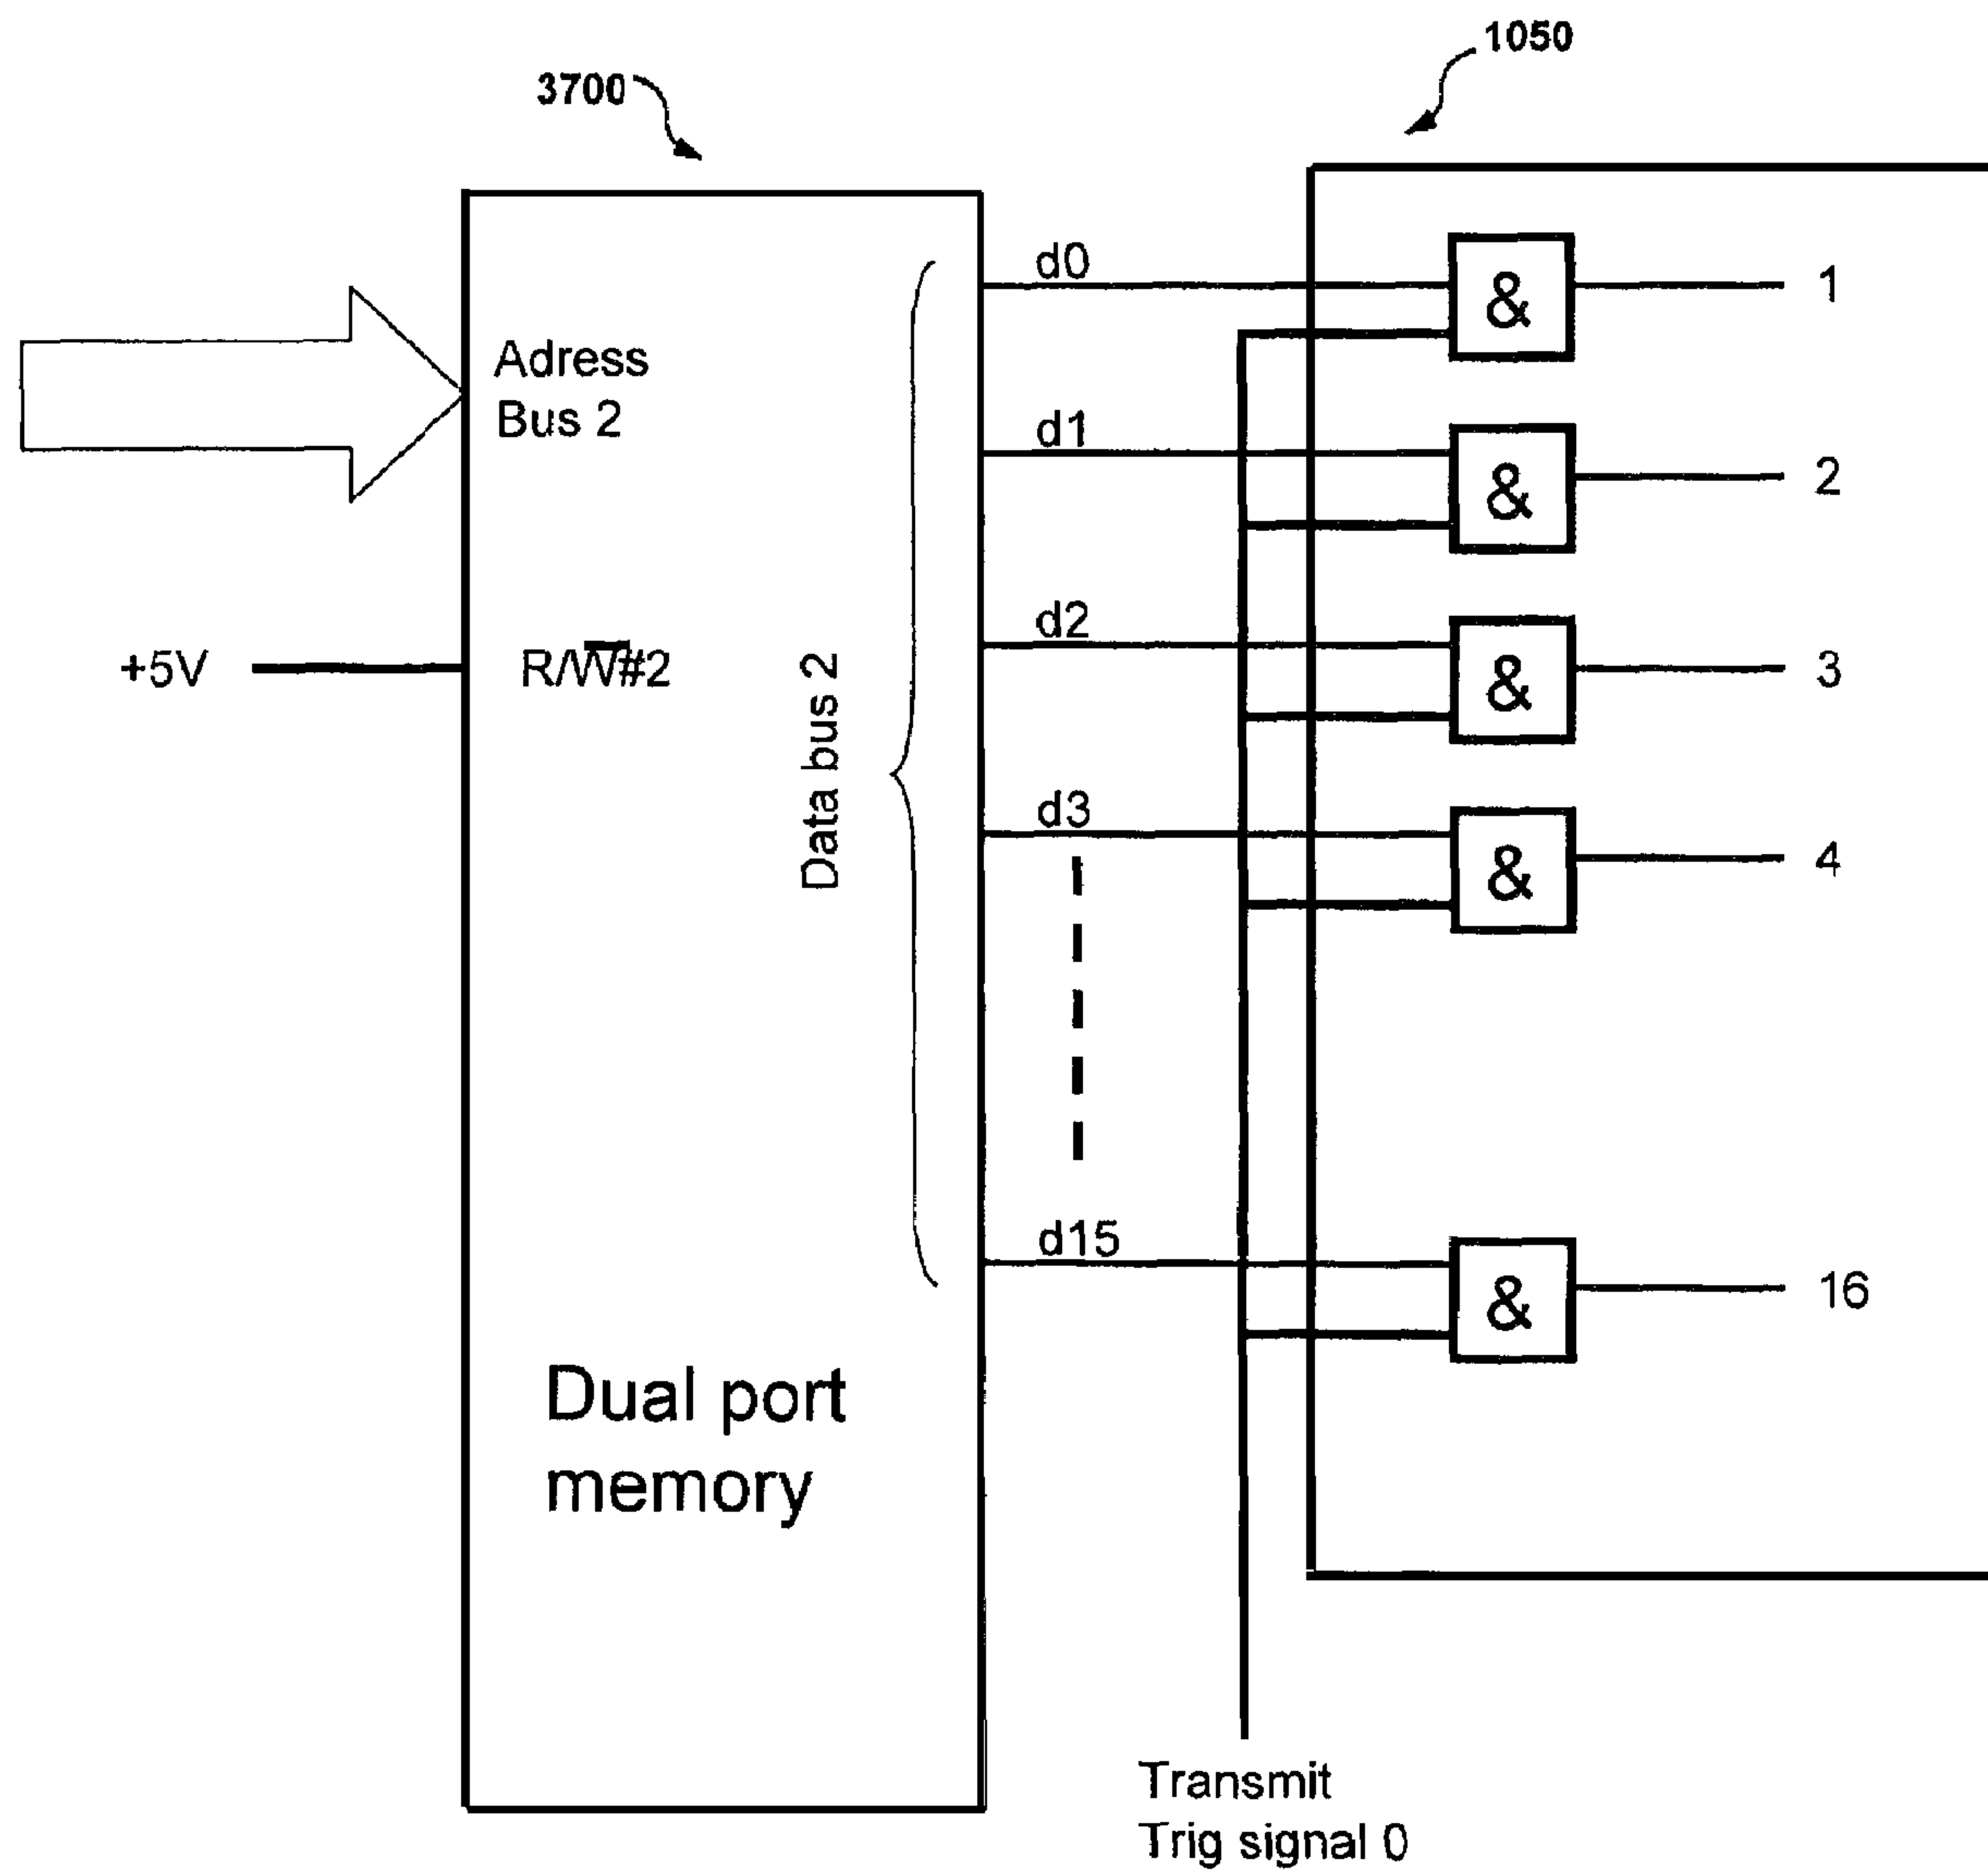 1050
3700
d0
&
1
Adress
Bus 2
d1
&
2
d2
&
3
+5V
R/W̅#2
Data bus 2
d3
&
4
d15
&
16
Dual port
memory
Transmit
Trig signal 0